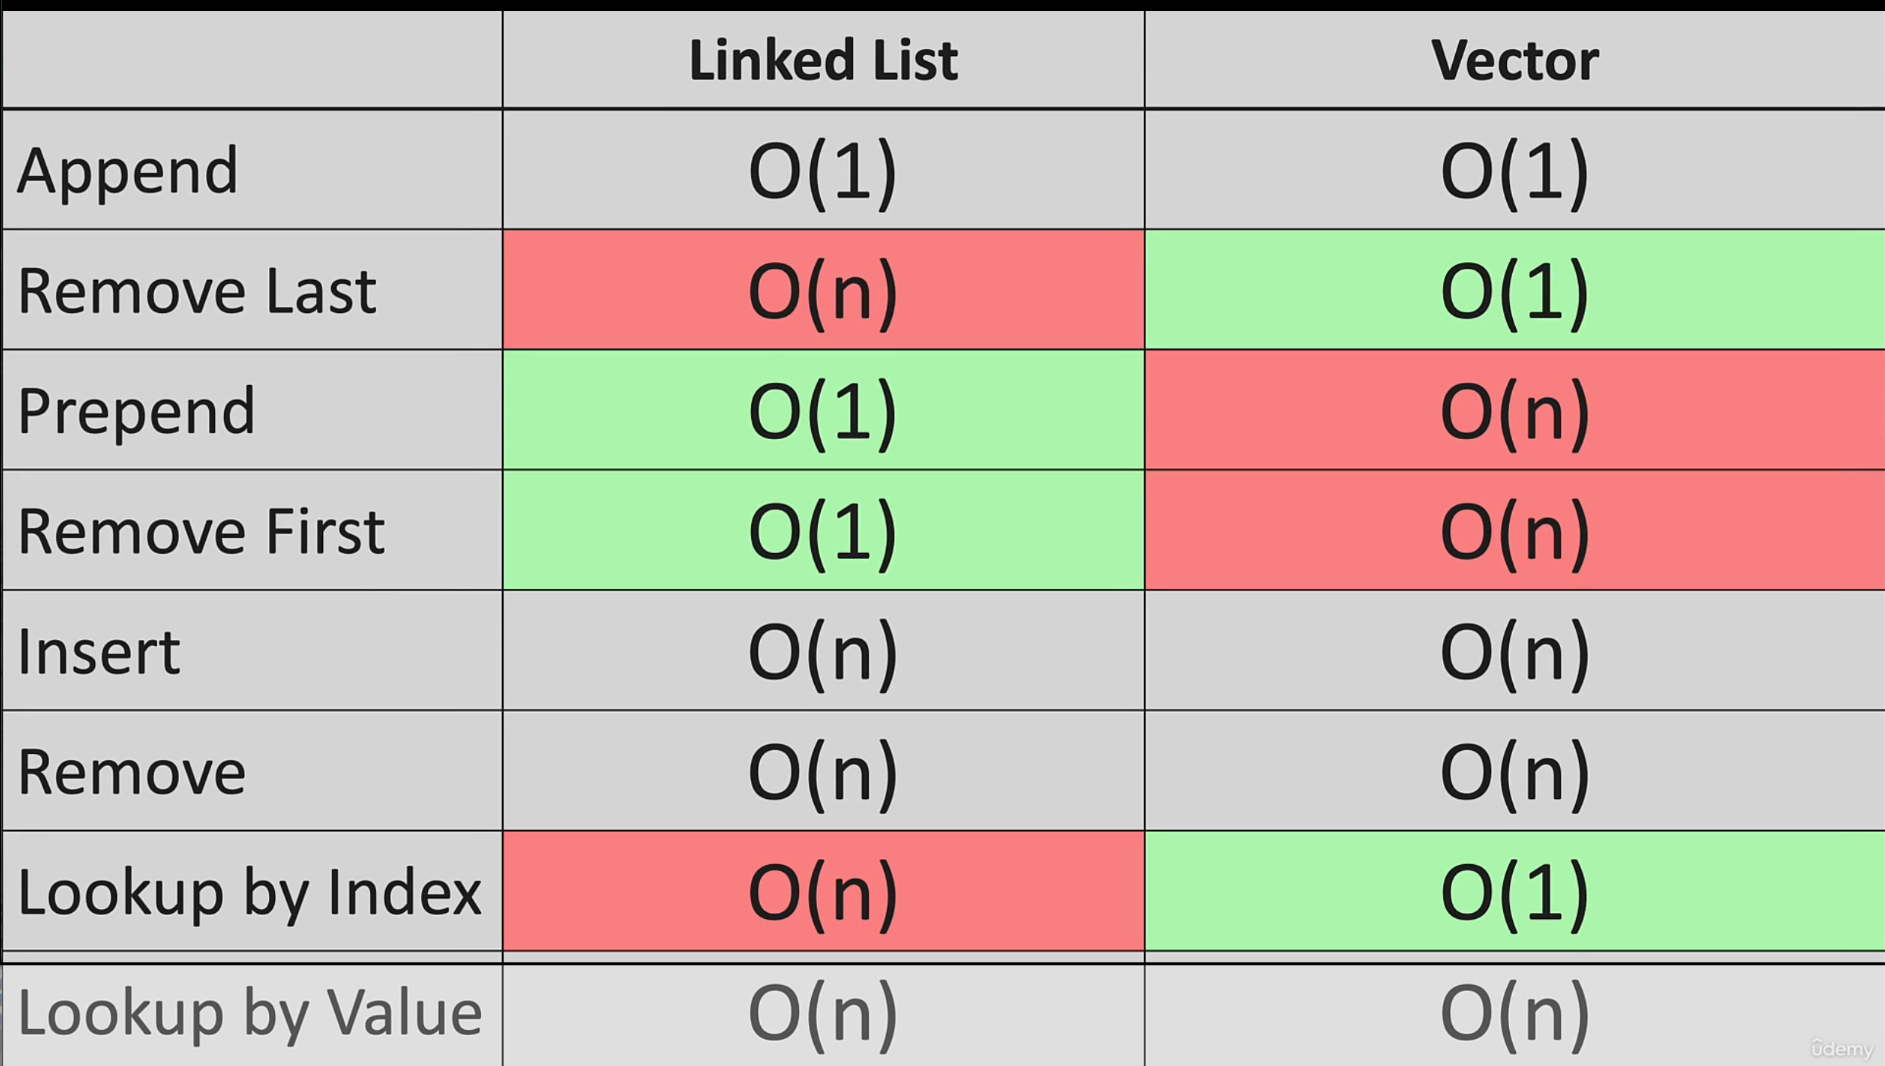 Linked List Vector
Append O(1) O(1)
Remove Last O(n) O(1)
Prepend O(1) O(n)
Remove First O(1) O(n)
Insert O(n) O(n)
Remove O(n) O(n)
Lookup by Index O(n) O(1)
Lookup by Value O(n) O(n)
ûdemy